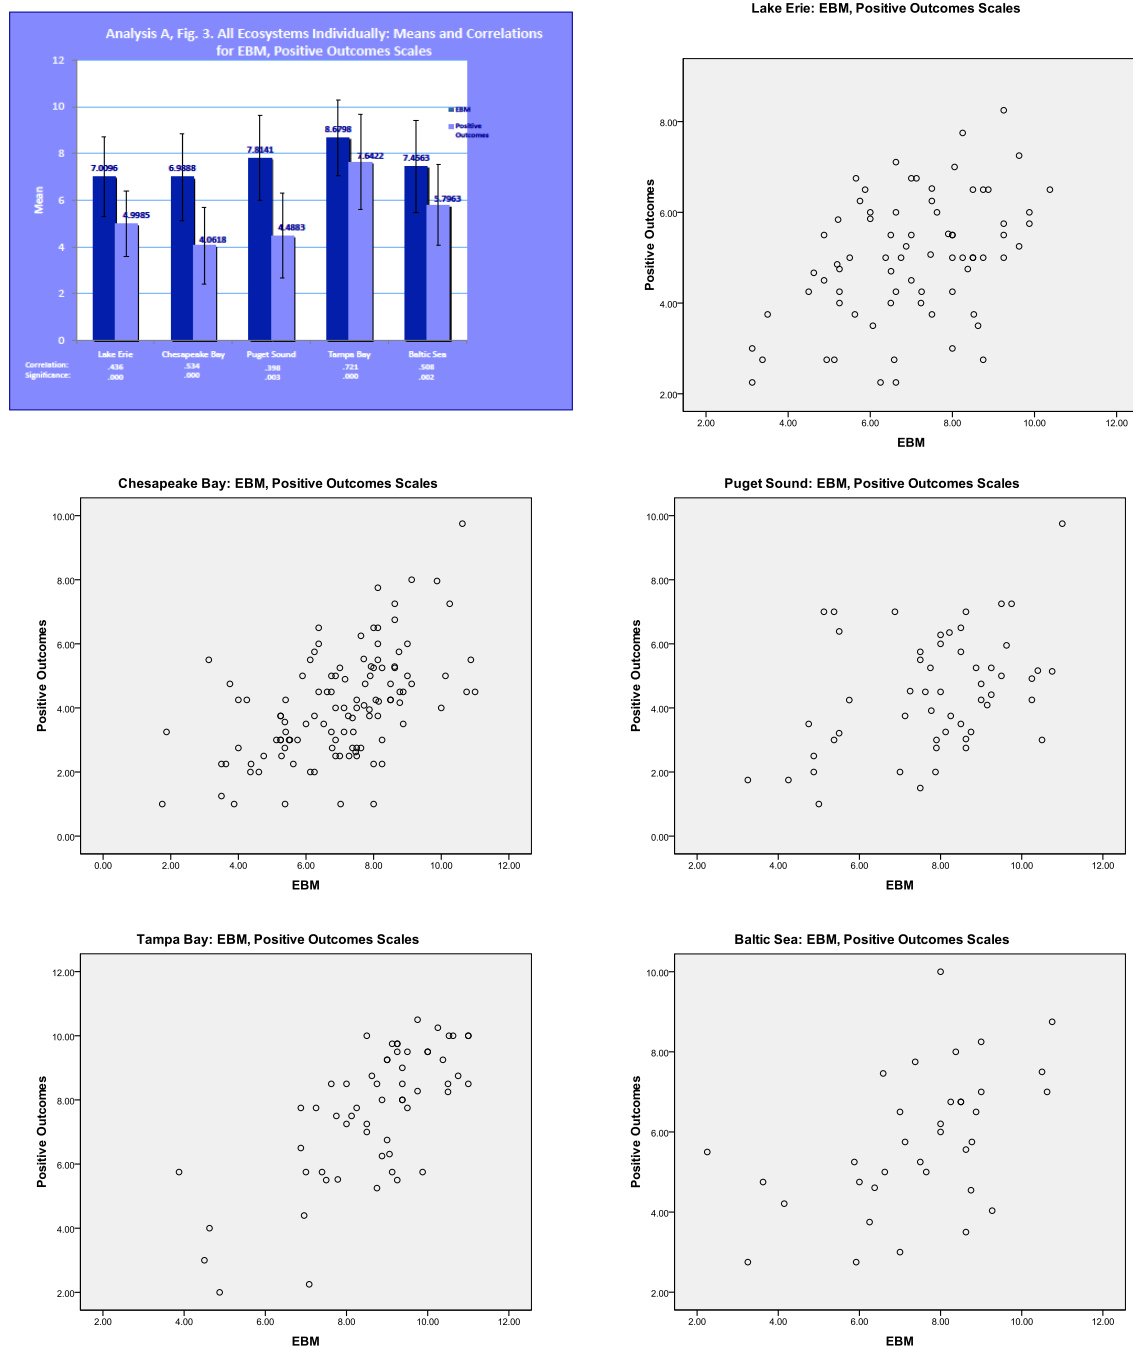 Analysis A, Fig. 3. All Ecosystems Individually: Means and Correlations
for EBM, Positive Outcomes Scales
12
10
8
6
4
2
0
Mean
7.0096
4.9985
6.9888
4.0618
7.8141
4.4883
8.6798
7.6422
7.4563
5.7963
EBM
Positive
Outcomes
Lake Erie
Chesapeake Bay
Puget Sound
Tampa Bay
Baltic Sea
Correlation: .436 .534 .398 .721 .508
Significance: .000 .000 .003 .000 .002
Lake Erie: EBM, Positive Outcomes Scales
Positive Outcomes
8.00
6.00
4.00
2.00
2.00 4.00 6.00 8.00 10.00 12.00
EBM
Chesapeake Bay: EBM, Positive Outcomes Scales
Positive Outcomes
10.00
8.00
6.00
4.00
2.00
0.00
0.00 2.00 4.00 6.00 8.00 10.00 12.00
EBM
Puget Sound: EBM, Positive Outcomes Scales
Positive Outcomes
10.00
8.00
6.00
4.00
2.00
0.00
2.00 4.00 6.00 8.00 10.00 12.00
EBM
Tampa Bay: EBM, Positive Outcomes Scales
Positive Outcomes
12.00
10.00
8.00
6.00
4.00
2.00
2.00 4.00 6.00 8.00 10.00 12.00
EBM
Baltic Sea: EBM, Positive Outcomes Scales
Positive Outcomes
10.00
8.00
6.00
4.00
2.00
2.00 4.00 6.00 8.00 10.00 12.00
EBM